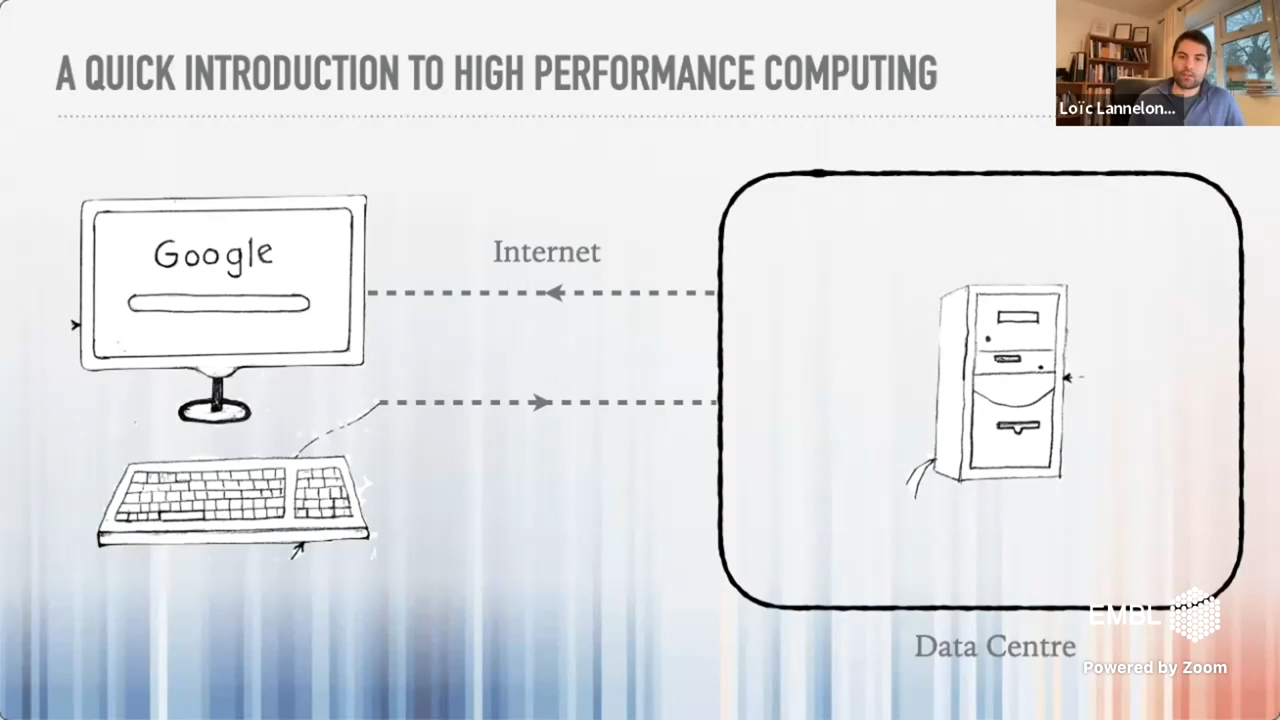 A QUICK INTRODUCTION TO HIGH PERFORMANCE COMPUTING
Loïc Lannelon...
Google
Internet
EMBL
Data Centre
Powered by Zoom